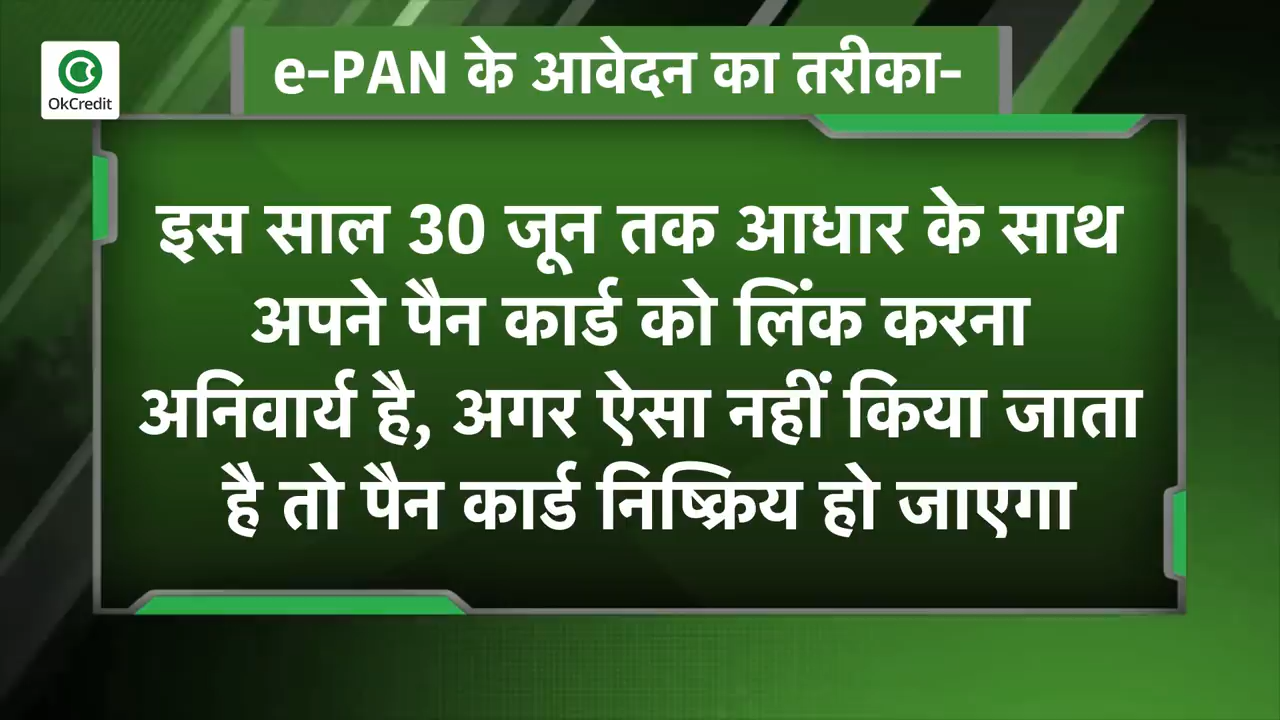 e-PAN के आवेदन का तरीका-
OkCredit
इस साल 30 जून तक आधार के साथ
अपने पैन कार्ड को लिंक करना
अनिवार्य है, अगर ऐसा नहीं किया जाता
है तो पैन कार्ड निष्क्रिय हो जाएगा